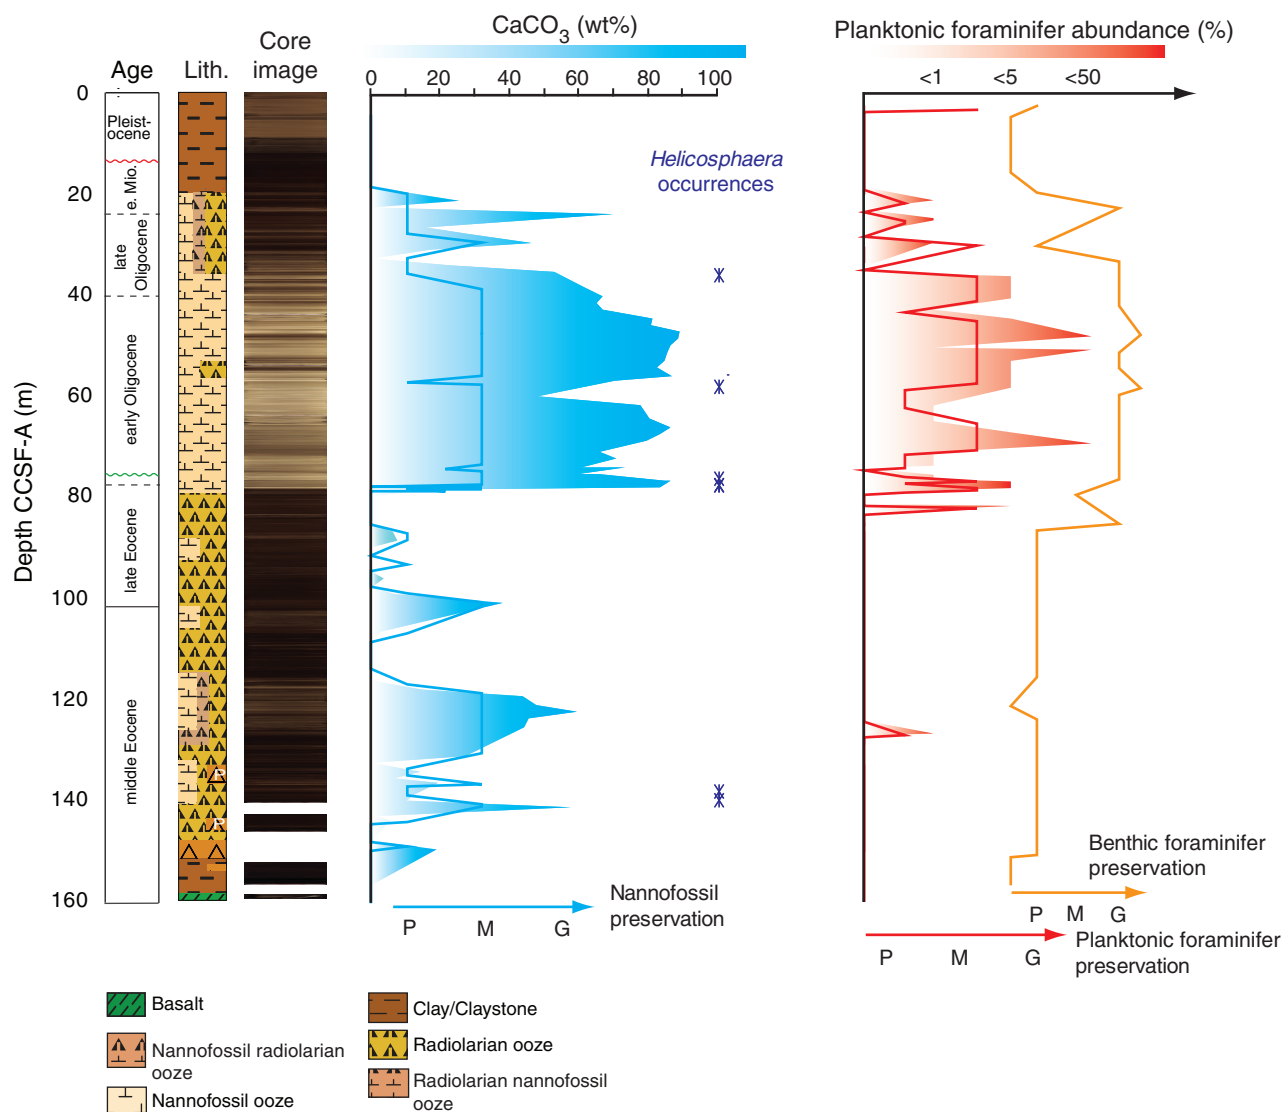 CaCO3 (wt%)
Planktonic foraminifer abundance (%)
Age
Lith.
Core
image
0
20
40
60
80
100
<1
<5
<50
Depth CCSF-A (m)
0
20
40
60
80
100
120
140
160
Pleist-
ocene
e. Mio.
late
Oligocene
early Oligocene
late Eocene
middle Eocene
P
P
Helicosphaera
occurrences
Nannofossil
preservation
P M G
Benthic foraminifer
preservation
P M G
Planktonic foraminifer
preservation
P M G
Basalt
Nannofossil radiolarian
ooze
Nannofossil ooze
Clay/Claystone
Radiolarian ooze
Radiolarian nannofossil
ooze